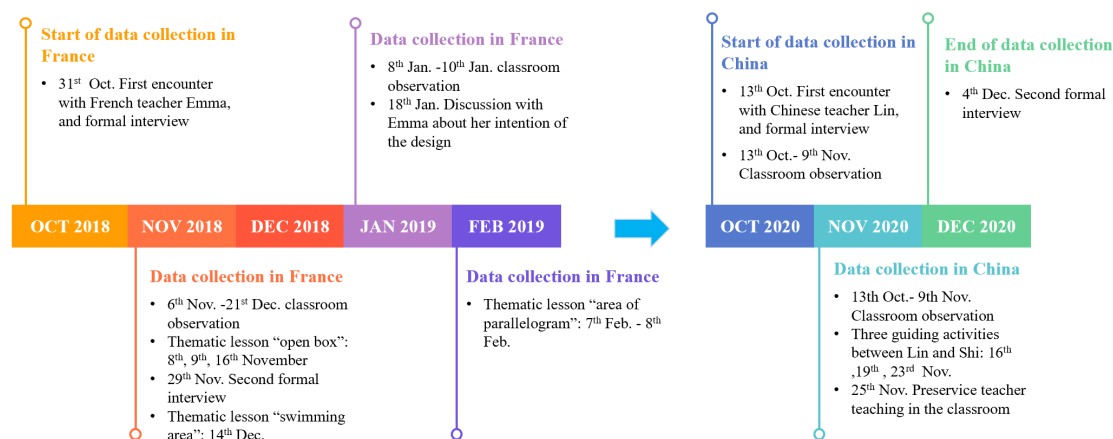 Start of data collection in
France
• 31st Oct. First encounter
with French teacher Emma,
and formal interview
Data collection in France
• 8th Jan. -10th Jan. classroom
observation
• 18th Jan. Discussion with
Emma about her intention of
the design
Start of data collection in
China
• 13th Oct. First encounter
with Chinese teacher Lin,
and formal interview
• 13th Oct.- 9th Nov.
Classroom observation
End of data collection
in China
• 4th Dec. Second formal
interview
OCT 2018
NOV 2018
DEC 2018
JAN 2019
FEB 2019
OCT 2020
NOV 2020
DEC 2020
Data collection in France
• 6th Nov. -21st Dec. classroom
observation
• Thematic lesson “open box”:
8th, 9th, 16th November
• 29th Nov. Second formal
interview
• Thematic lesson “swimming
area”: 14th Dec.
Data collection in France
• Thematic lesson “area of
parallelogram”: 7th Feb. - 8th
Feb.
Data collection in China
• 13th Oct.- 9th Nov.
Classroom observation
• Three guiding activities
between Lin and Shi: 16th
,19th , 23rd Nov.
• 25th Nov. Preservice teacher
teaching in the classroom